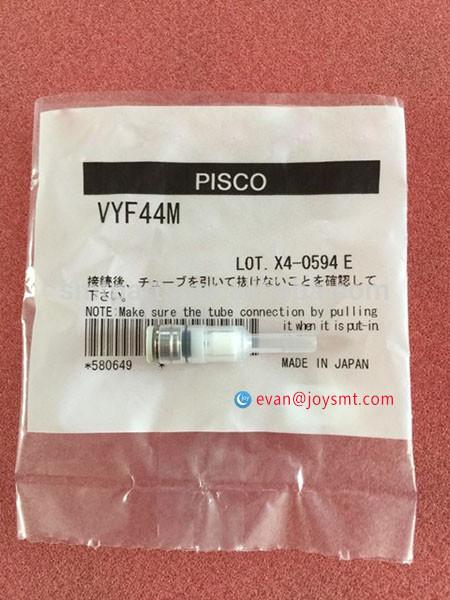 PISCO
VYF44M
LOT. X4-0594 E
接続後、チューブを引いて抜けないことを確認して
下さい。
NOTE:Make sure the tube connection by pulling
it when it is put-in.
*580649
MADE IN JAPAN
evan@joysmt.com